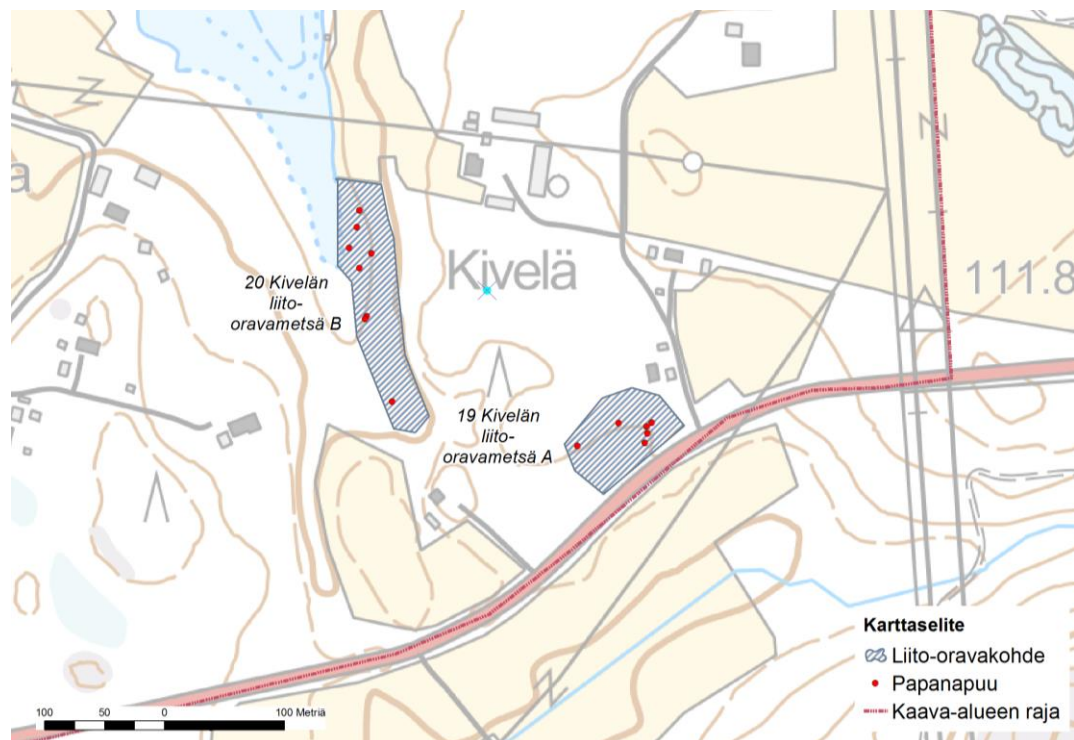 a
Kivelä
111.8
20 Kivelän
liito-
oravametsä B
19 Kivelän
liito-
oravametsä A
Karttaselite
Liito-oravakohde
Papanapuu
Kaava-alueen raja
100 50 0 100 Metriä